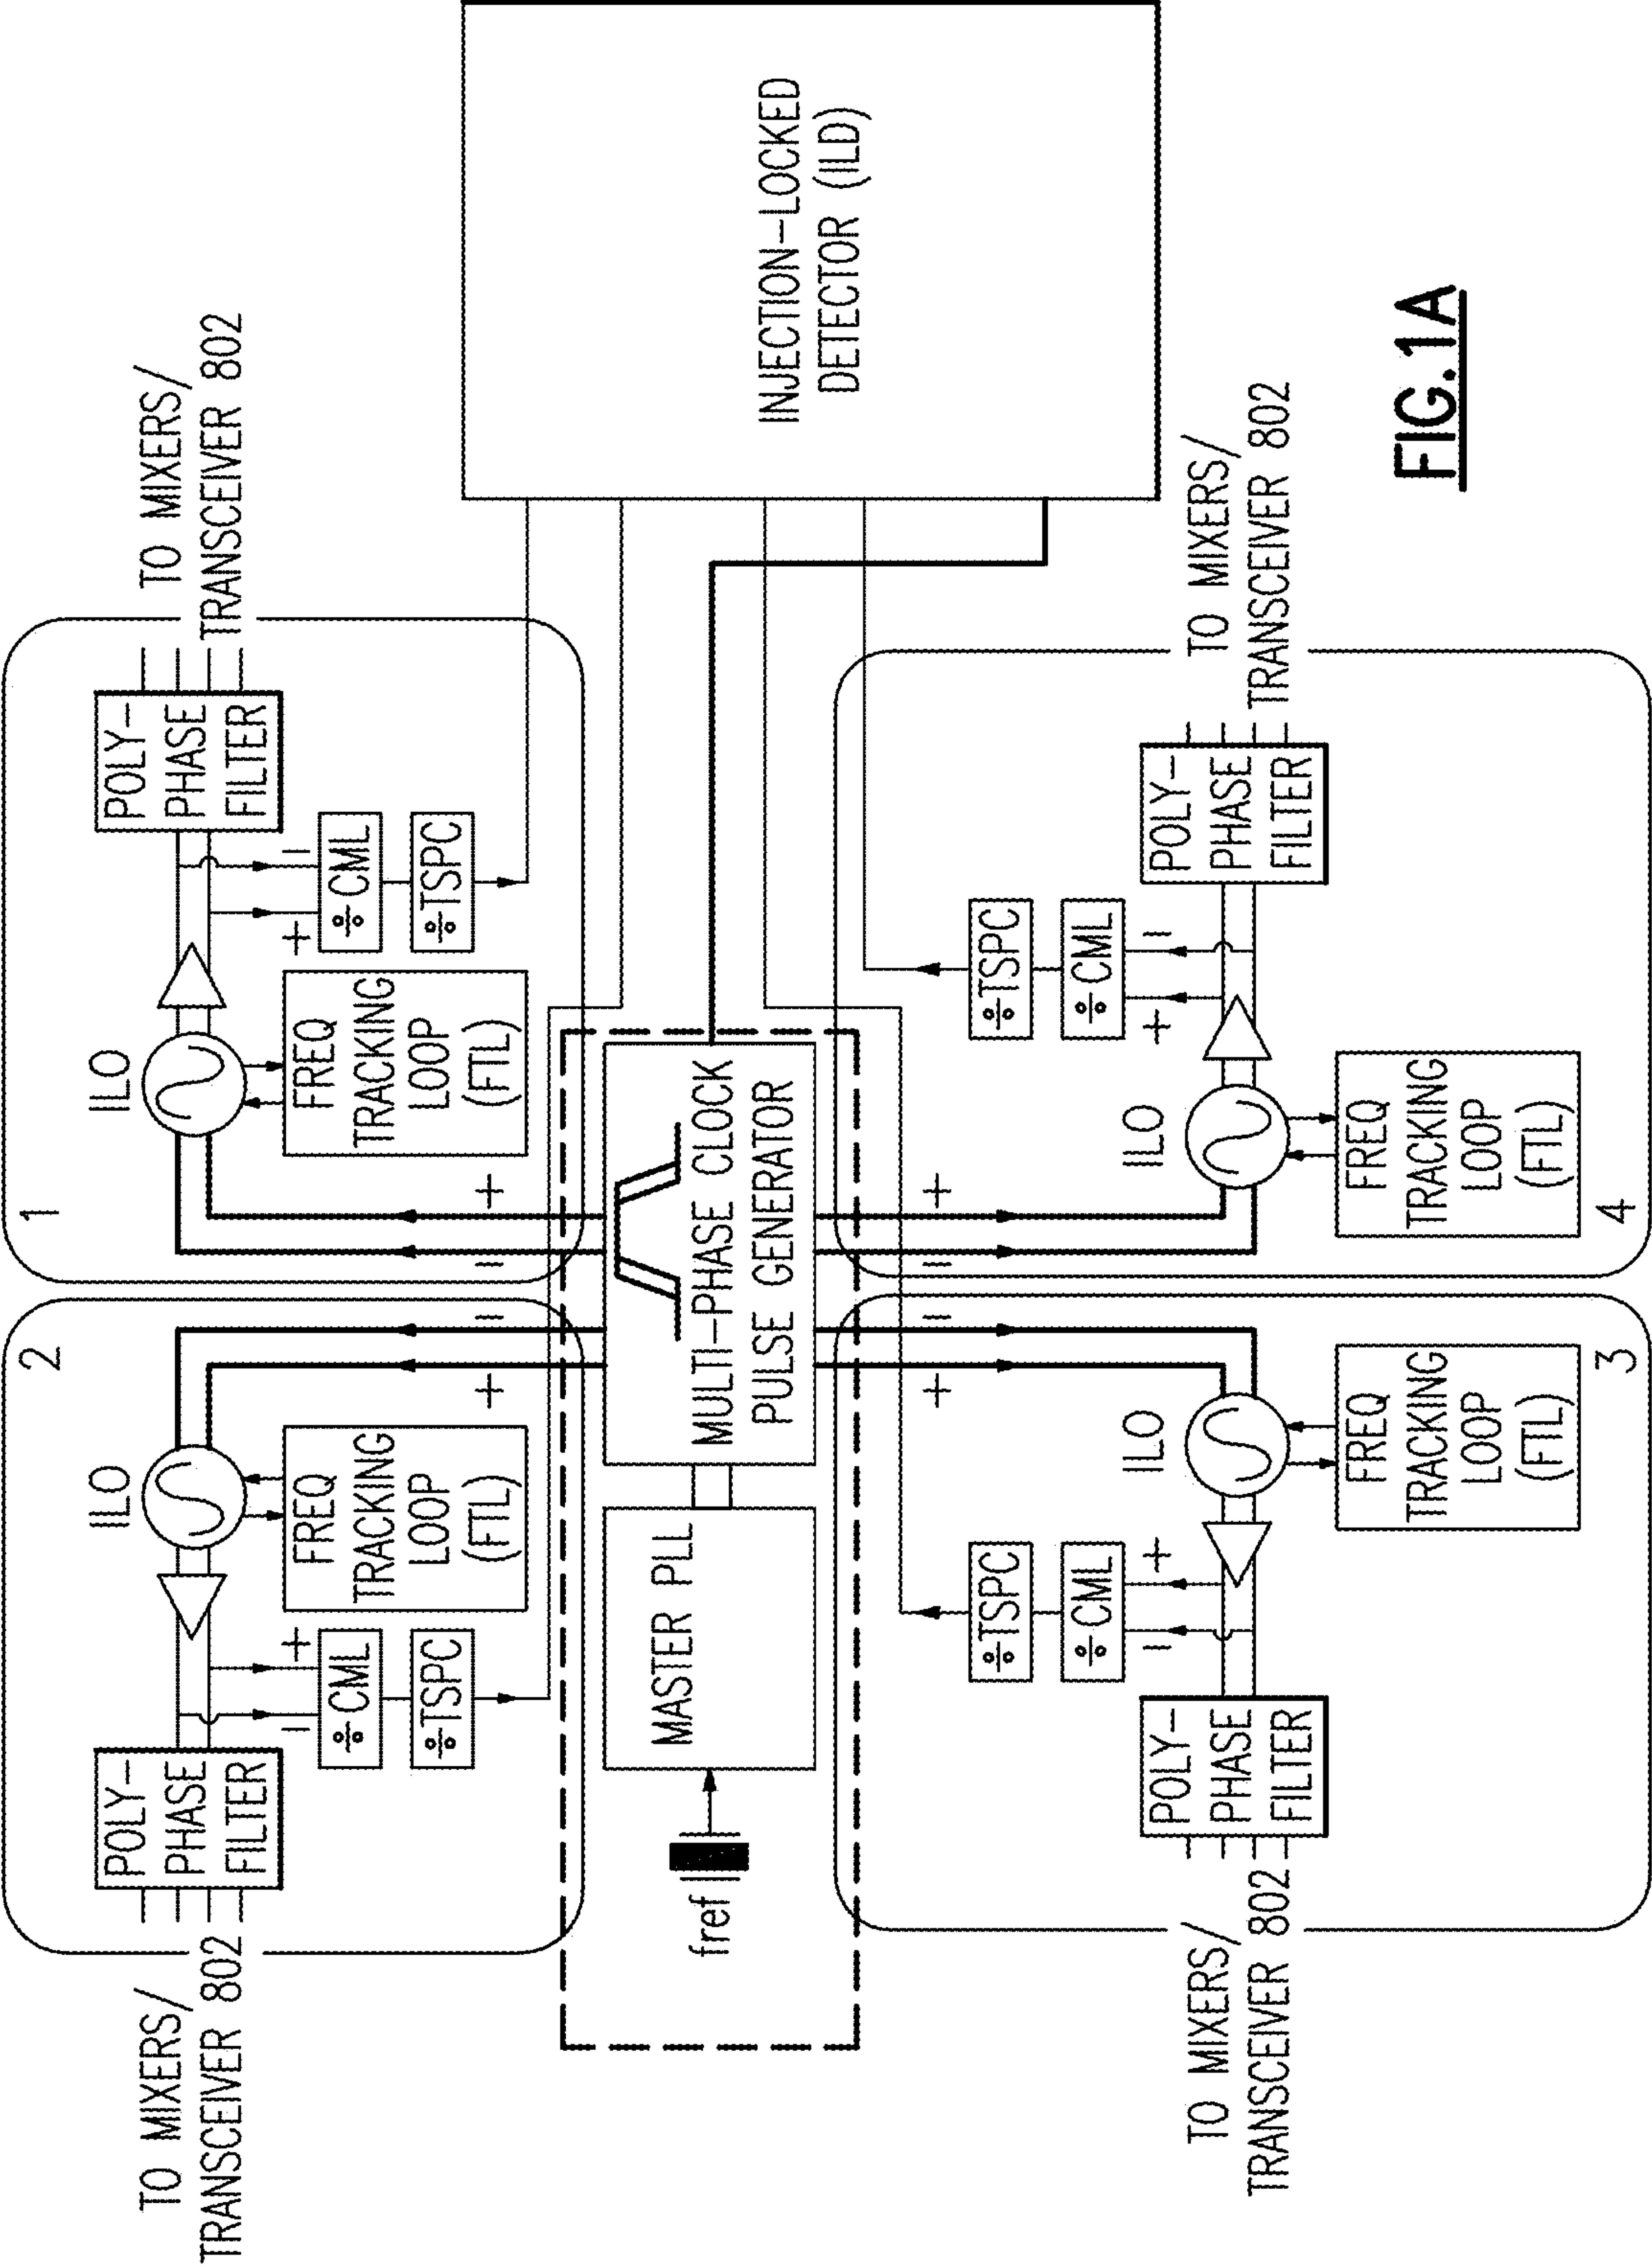 TO MIXERS/
TRANSCEIVER 802
2
POLY-
PHASE
FILTER
ILO
FREQ
TRACKING
LOOP
(FTL)
+
-
- +
÷CML
÷TSPC
1
ILO
FREQ
TRACKING
LOOP
(FTL)
POLY-
PHASE
FILTER
-
+
+ -
÷CML
÷TSPC
TO MIXERS/
TRANSCEIVER 802
fref
MASTER PLL
MULTI-PHASE CLOCK
PULSE GENERATOR
INJECTION-LOCKED
DETECTOR (ILD)
TO MIXERS/
TRANSCEIVER 802
÷TSPC
÷CML
- +
+
-
POLY-
PHASE
FILTER
ILO
FREQ
TRACKING
LOOP
(FTL)
3
÷TSPC
÷CML
+ -
-
+
ILO
FREQ
TRACKING
LOOP
(FTL)
4
POLY-
PHASE
FILTER
TO MIXERS/
TRANSCEIVER 802
FIG.1A